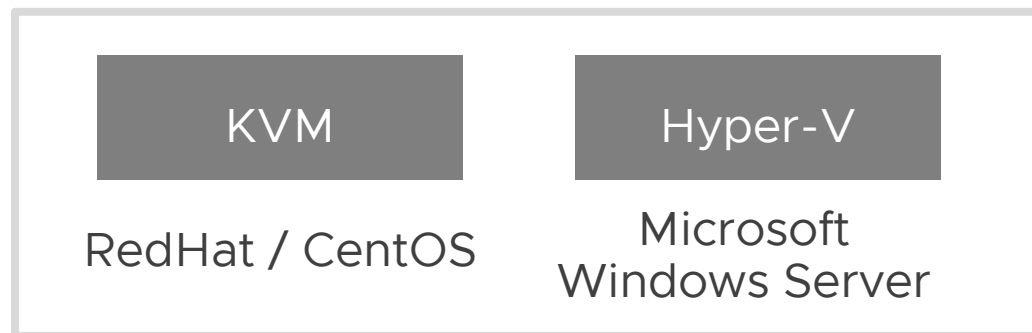 KVM
Hyper-V
RedHat / CentOS
Microsoft
Windows Server